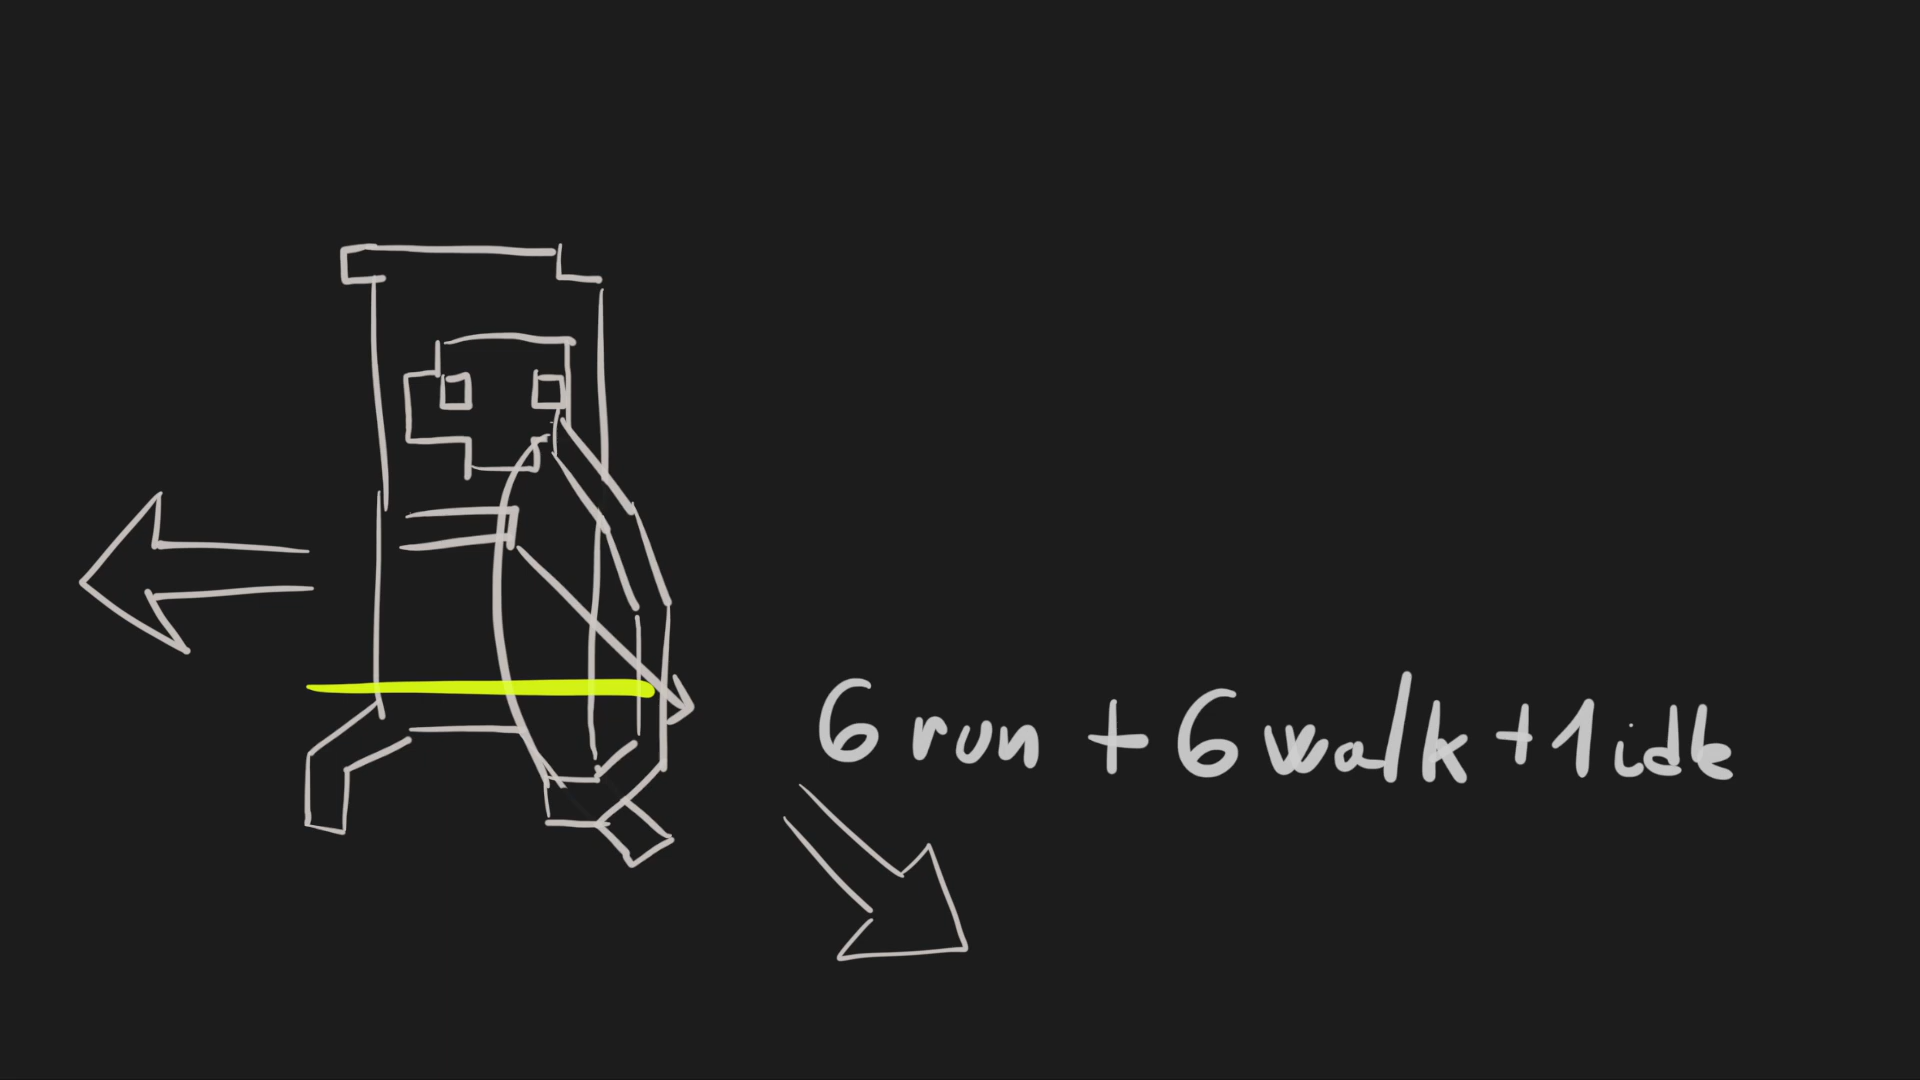 6 run + 6 walk + 1 idle